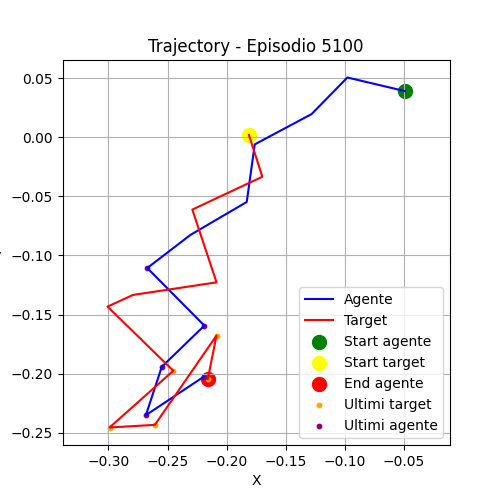 Trajectory - Episodio 5100
0.05
0.00
−0.05
−0.10
−0.15
−0.20
−0.25
−0.30
−0.25
−0.20
−0.15
−0.10
−0.05
X
Agente
Target
Start agente
Start target
End agente
Ultimi target
Ultimi agente